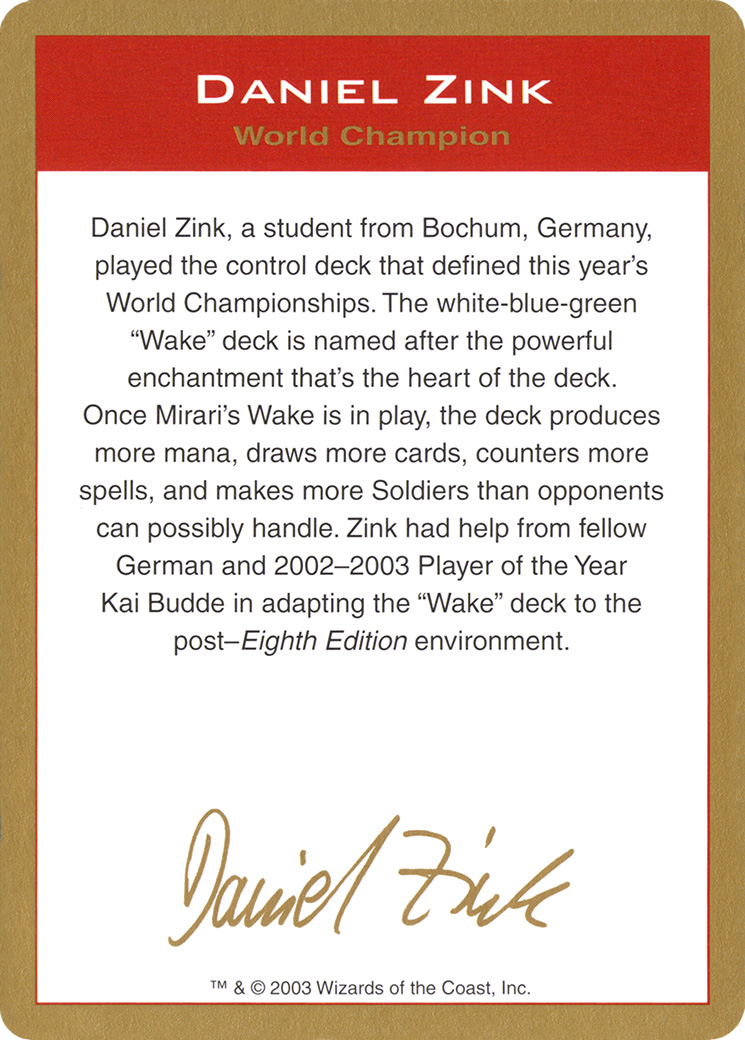 DANIEL ZINK
World Champion
Daniel Zink, a student from Bochum, Germany,
played the control deck that defined this year’s
World Championships. The white-blue-green
“Wake” deck is named after the powerful
enchantment that’s the heart of the deck.
Once Mirari’s Wake is in play, the deck produces
more mana, draws more cards, counters more
spells, and makes more Soldiers than opponents
can possibly handle. Zink had help from fellow
German and 2002–2003 Player of the Year
Kai Budde in adapting the “Wake” deck to the
post–Eighth Edition environment.
Daniel Zink
™ & © 2003 Wizards of the Coast, Inc.